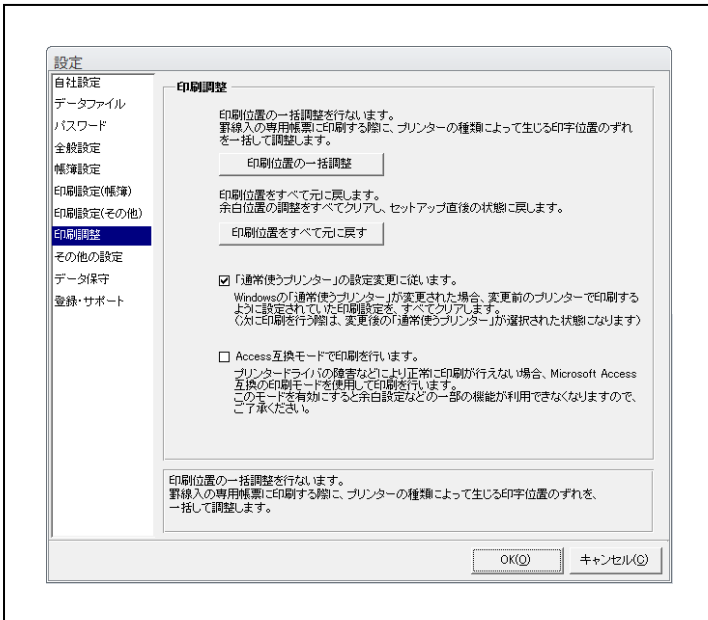 設定
自社設定
データファイル
パスワード
全般設定
帳簿設定
印刷設定(帳簿)
印刷設定(その他)
印刷調整
その他の設定
データ保守
登録・サポート
印刷調整
印刷位置の一括調整を行ないます。
罫線入の専用帳票に印刷する際に、プリンターの種類によって生じる印字位置のずれ
を一括して調整します。
印刷位置の一括調整
印刷位置をすべて元に戻します。
余白位置の調整をすべてクリアし、セットアップ直後の状態に戻します。
印刷位置をすべて元に戻す
「通常使うプリンター」の設定変更に従います。
Windowsの「通常使うプリンター」が変更された場合、変更前のプリンターで印刷する
ように設定されていた印刷設定を、すべてクリアします。
(次に印刷を行う際は、変更後の「通常使うプリンター」が選択された状態になります)
Access互換モードで印刷を行います。
プリンタードライバの障害などにより正常に印刷が行えない場合、Microsoft Access
互換の印刷モードを使用して印刷を行います。
このモードを有効にすると余白設定などの一部の機能が利用できなくなりますので、
ご了承ください。
印刷位置の一括調整を行ないます。
罫線入の専用帳票に印刷する際に、プリンターの種類によって生じる印字位置のずれを、
一括して調整します。
OK(O)
キャンセル(C)